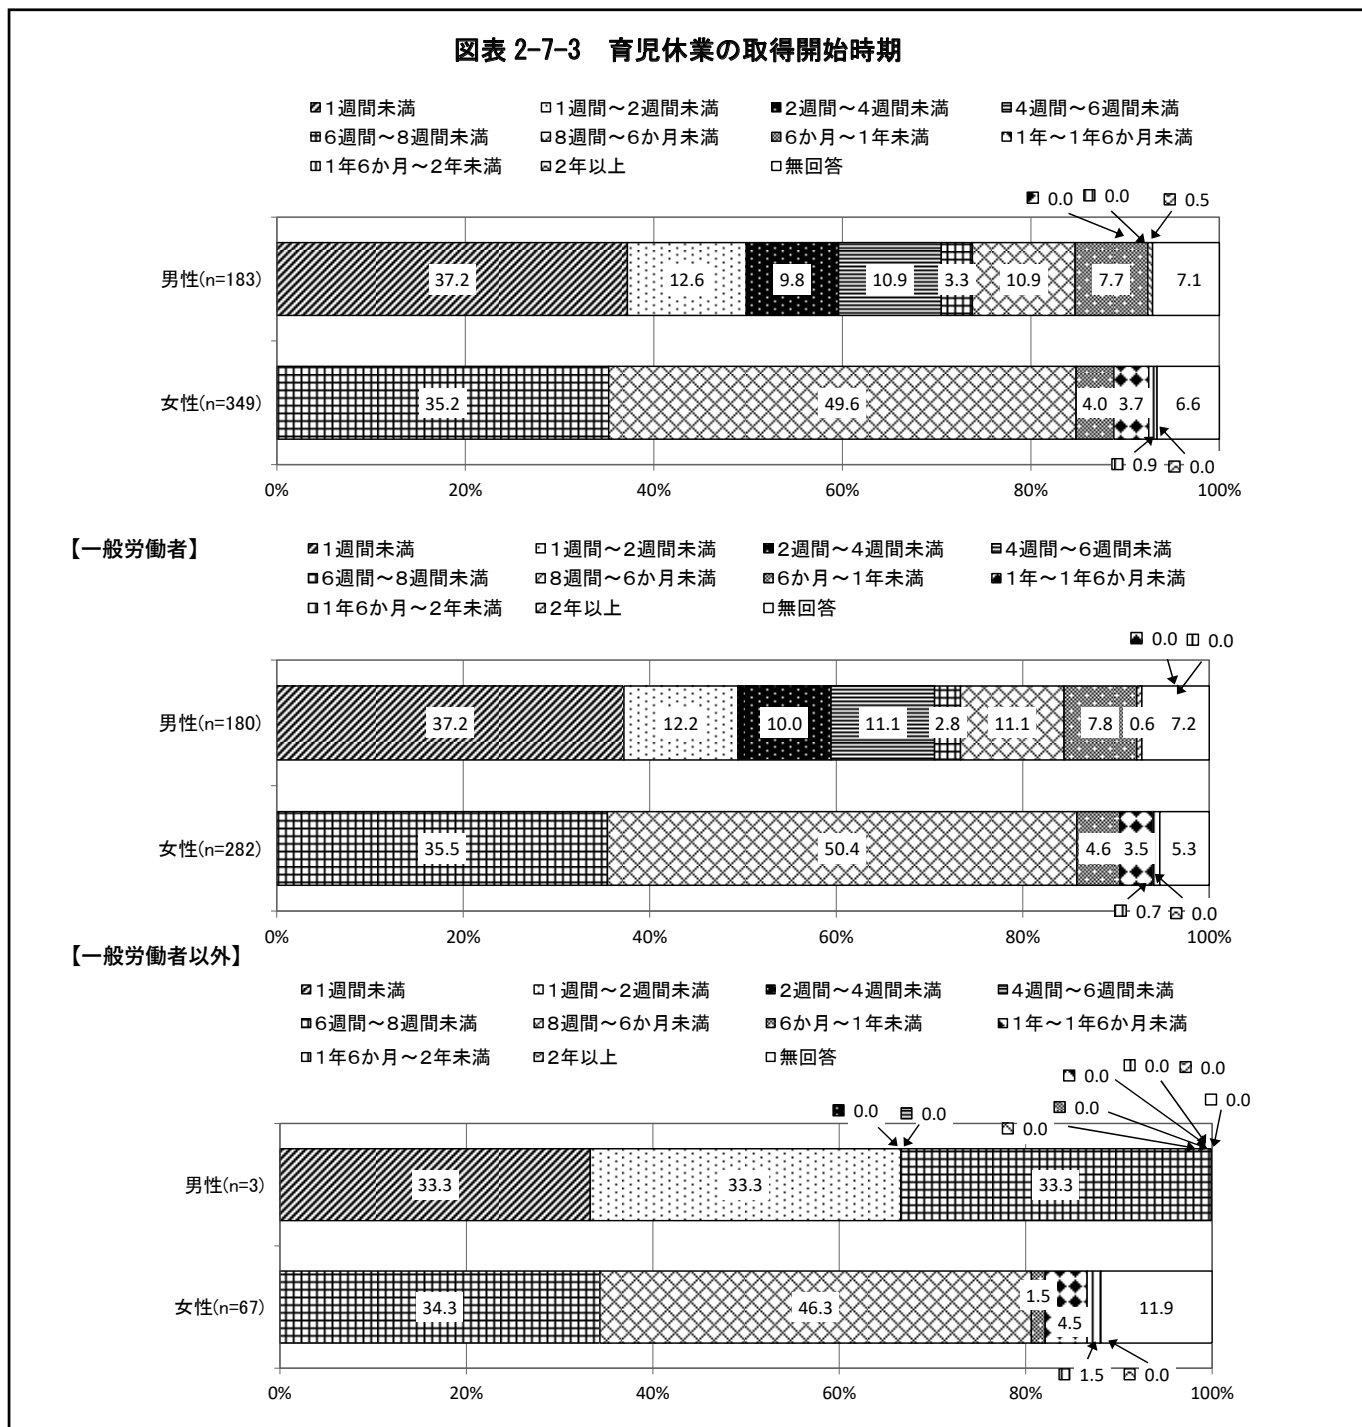 図表 2-7-3　育児休業の取得開始時期
1週間未満 1週間～2週間未満 2週間～4週間未満 4週間～6週間未満
6週間～8週間未満 8週間～6か月未満 6か月～1年未満 1年～1年6か月未満
1年6か月～2年未満 2年以上 無回答
0.0 0.0 0.5
男性(n=183) 37.2 12.6 9.8 10.9 3.3 10.9 7.7 7.1
女性(n=349) 35.2 49.6 4.0 3.7 6.6
0.9 0.0
0% 20% 40% 60% 80% 100%
【一般労働者】
1週間未満 1週間～2週間未満 2週間～4週間未満 4週間～6週間未満
6週間～8週間未満 8週間～6か月未満 6か月～1年未満 1年～1年6か月未満
1年6か月～2年未満 2年以上 無回答
0.0 0.0
男性(n=180) 37.2 12.2 10.0 11.1 2.8 11.1 7.8 0.6 7.2
女性(n=282) 35.5 50.4 4.6 3.5 5.3
0.7 0.0
0% 20% 40% 60% 80% 100%
【一般労働者以外】
1週間未満 1週間～2週間未満 2週間～4週間未満 4週間～6週間未満
6週間～8週間未満 8週間～6か月未満 6か月～1年未満 1年～1年6か月未満
1年6か月～2年未満 2年以上 無回答
0.0 0.0 0.0 0.0 0.0 0.0 0.0 0.0
男性(n=3) 33.3 33.3 33.3
女性(n=67) 34.3 46.3 1.5 4.5 11.9
1.5 0.0
0% 20% 40% 60% 80% 100%